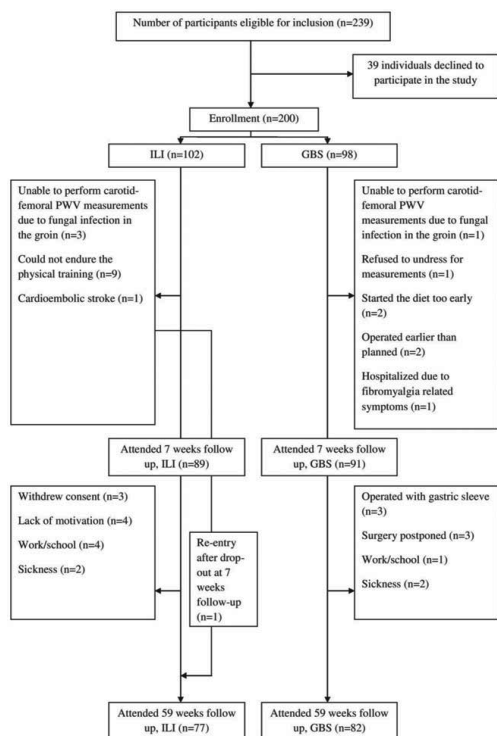 Number of participants eligible for inclusion (n=239)
39 individuals declined to
participate in the study
Enrollment (n=200)
ILI (n=102)
GBS (n=98)
Unable to perform carotid-
femoral PWV measurements
due to fungal infection in
the groin (n=3)
Could not endure the
physical training (n=9)
Cardioembolic stroke (n=1)
Unable to perform carotid-
femoral PWV
measurements due to fungal
infection in the groin (n=1)
Refused to undress for
measurements (n=1)
Started the diet too early
(n=2)
Operated earlier than
planned (n=2)
Hospitalized due to
fibromyalgia related
symptoms (n=1)
Attended 7 weeks follow
up, ILI (n=89)
Attended 7 weeks follow
up, GBS (n=91)
Withdrew consent (n=3)
Lack of motivation (n=4)
Work/school (n=4)
Sickness (n=2)
Re-entry
after drop-
out at 7
weeks
follow-up
(n=1)
Operated with gastric sleeve
(n=3)
Surgery postponed (n=3)
Work/school (n=1)
Sickness (n=2)
Attended 59 weeks follow
up, ILI (n=77)
Attended 59 weeks follow
up, GBS (n=82)